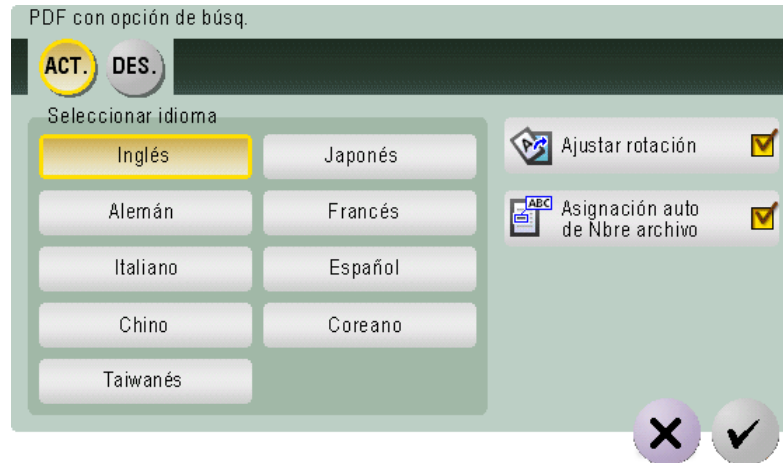 PDF con opción de búsq.
ACT. DES.
Seleccionar idioma
Inglés Japonés
Alemán Francés
Italiano Español
Chino Coreano
Taiwanés
Ajustar rotación
ABC
Asignación auto
de Nbre archivo